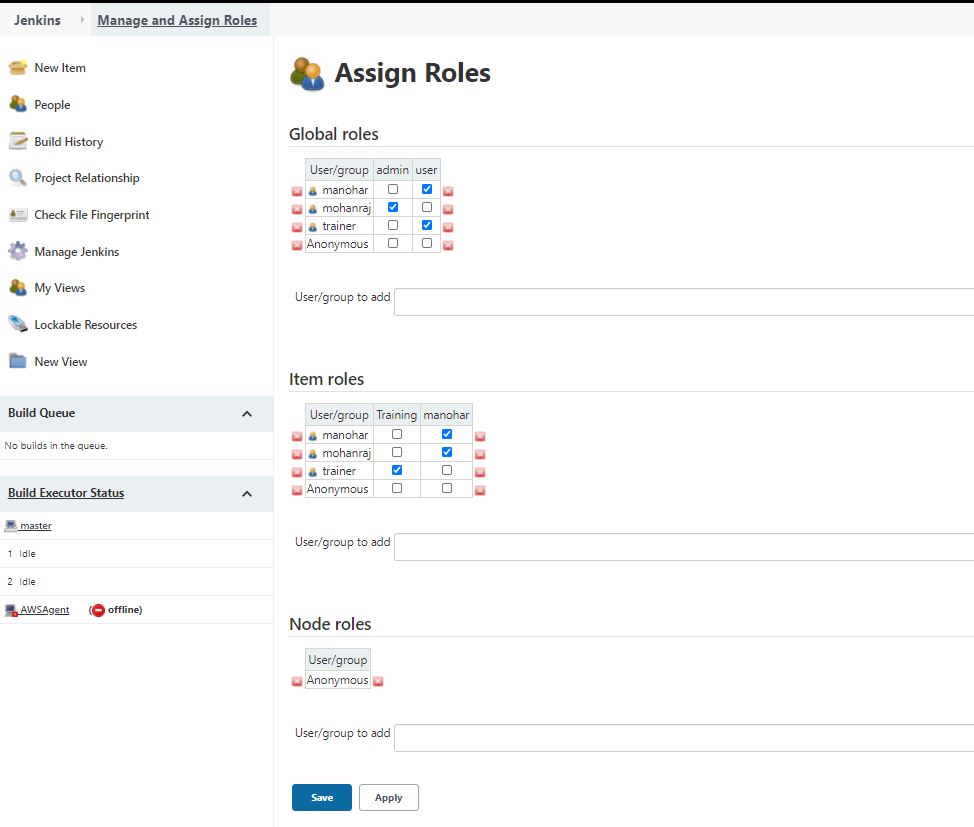 Jenkins Manage and Assign Roles
New Item
People
Build History
Project Relationship
Check File Fingerprint
Manage Jenkins
My Views
Lockable Resources
New View
Build Queue
No builds in the queue.
Build Executor Status
master
1 Idle
2 Idle
AWSAgent (offline)
Assign Roles
Global roles
User/group admin user
manohar
mohanraj
trainer
Anonymous
User/group to add
Item roles
User/group Training manohar
manohar
mohanraj
trainer
Anonymous
User/group to add
Node roles
User/group
Anonymous
User/group to add
Save Apply